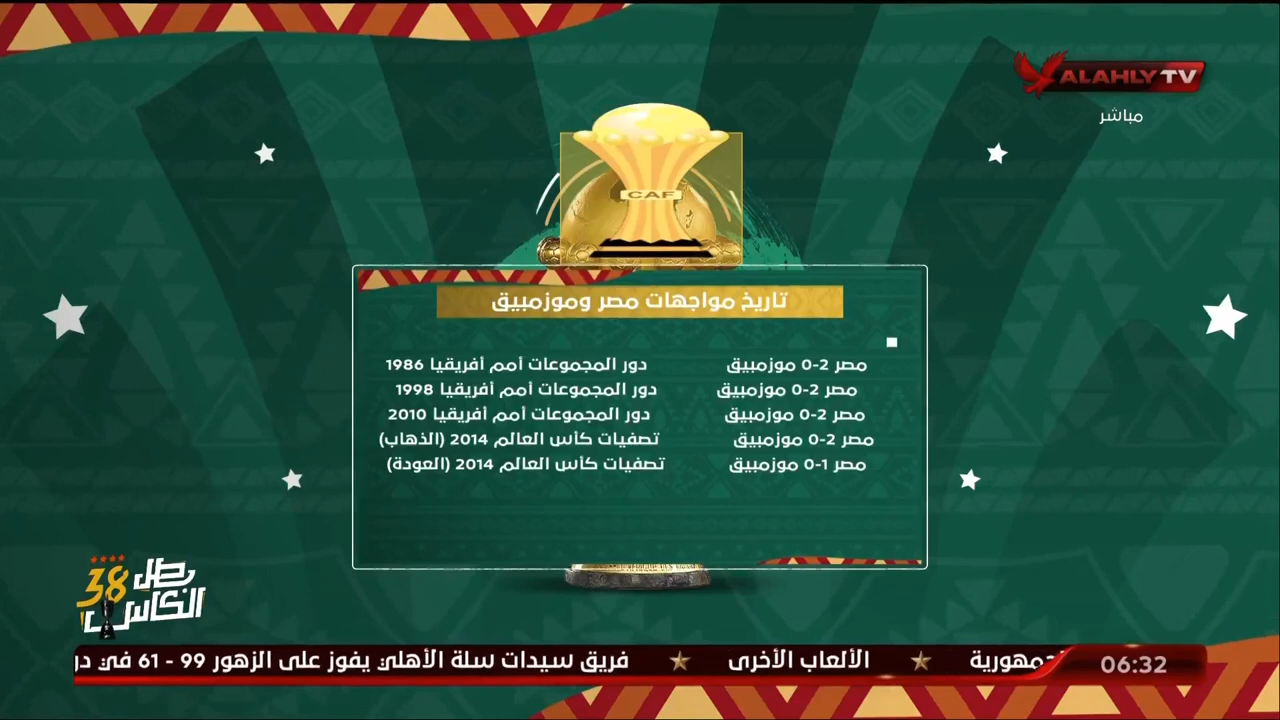 ALAHLY TV
مباشر
CAF
تاريخ مواجهات مصر وموزمبيق
مصر 2-0 موزمبيق دور المجموعات أمم أفريقيا 1986
مصر 2-0 موزمبيق دور المجموعات أمم أفريقيا 1998
مصر 2-0 موزمبيق دور المجموعات أمم أفريقيا 2010
مصر 2-0 موزمبيق تصفيات كأس العالم 2014 (الذهاب)
مصر 1-0 موزمبيق تصفيات كأس العالم 2014 (العودة)
بطل 38
الكاس
06:32 الألعاب الأخرى فريق سيدات سلة الأهلي يفوز على الزهور 99 - 61 في